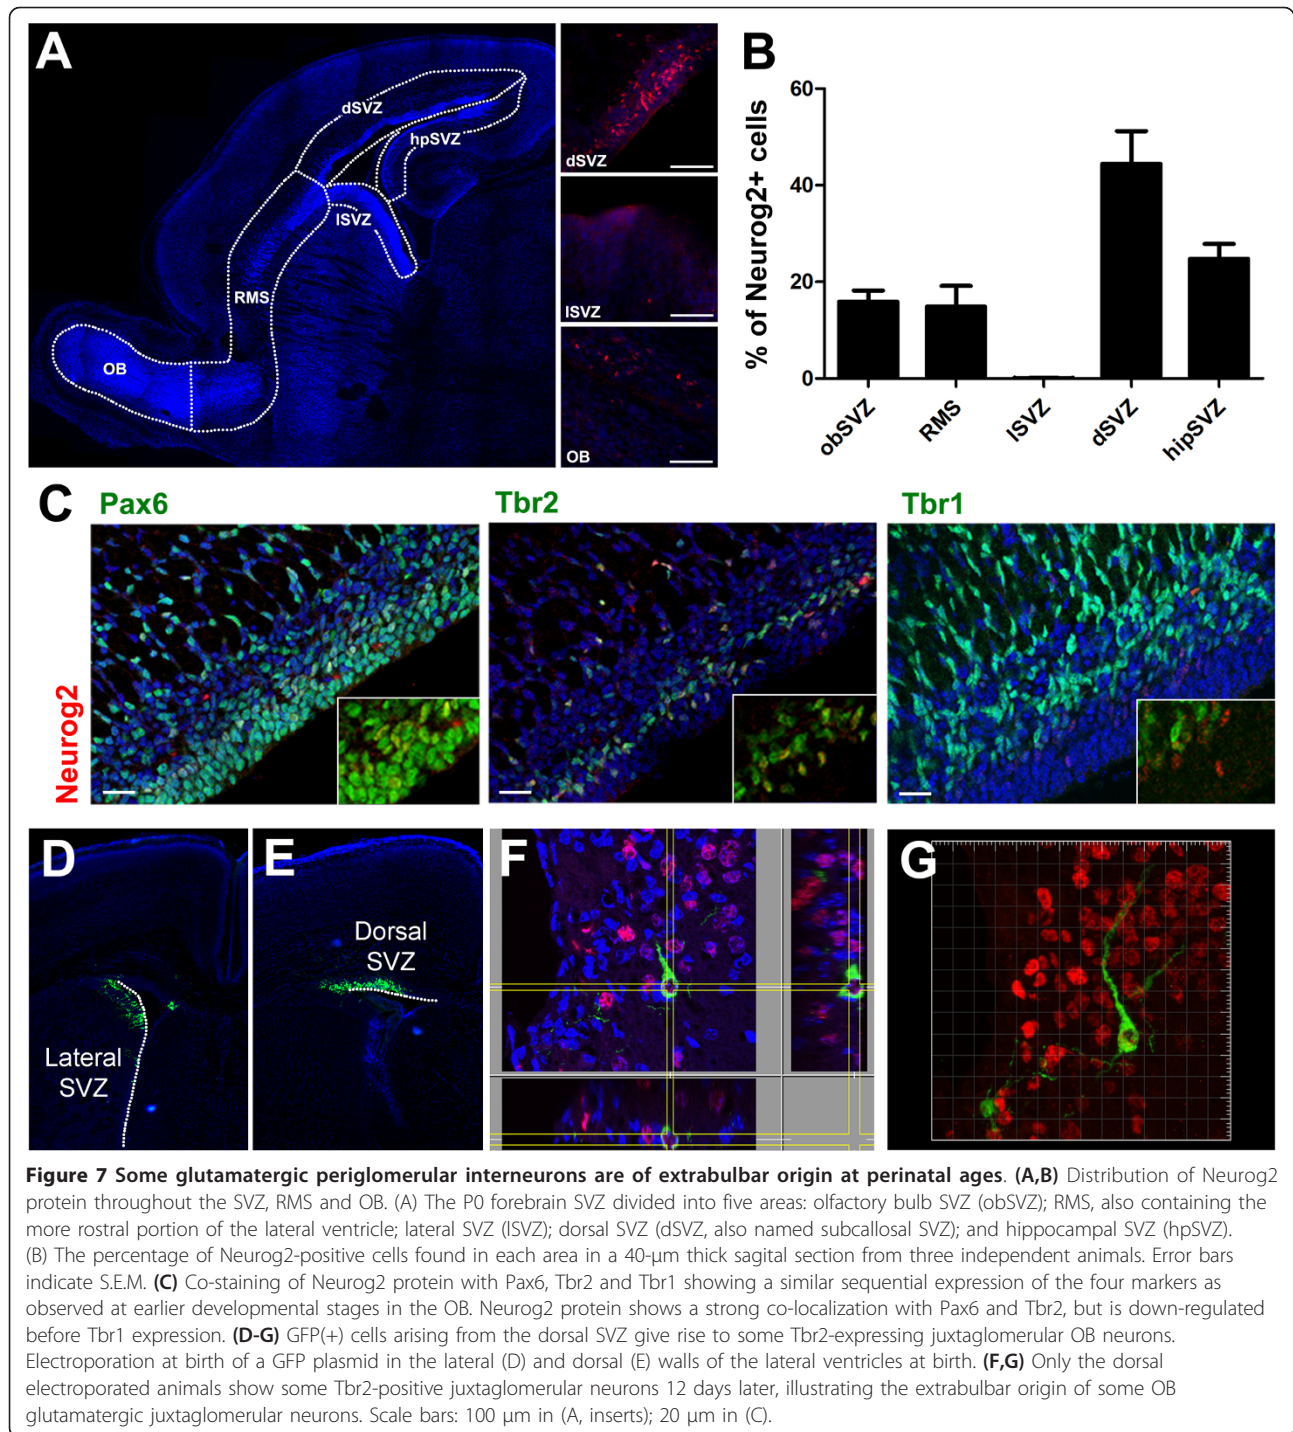 A
dSVZ
hpSVZ
lSVZ
RMS
OB
dSVZ
lSVZ
OB
B
% of Neurog2+ cells
60
40
20
0
obSVZ
RMS
lSVZ
dSVZ
hipSVZ
C
Pax6
Tbr2
Tbr1
Neurog2
D
Lateral
SVZ
E
Dorsal
SVZ
F
G
Figure 7 Some glutamatergic periglomerular interneurons are of extrabulbar origin at perinatal ages. (A,B) Distribution of Neurog2
protein throughout the SVZ, RMS and OB. (A) The P0 forebrain SVZ divided into five areas: olfactory bulb SVZ (obSVZ); RMS, also containing the
more rostral portion of the lateral ventricle; lateral SVZ (lSVZ); dorsal SVZ (dSVZ, also named subcallosal SVZ); and hippocampal SVZ (hpSVZ).
(B) The percentage of Neurog2-positive cells found in each area in a 40-μm thick sagital section from three independent animals. Error bars
indicate S.E.M. (C) Co-staining of Neurog2 protein with Pax6, Tbr2 and Tbr1 showing a similar sequential expression of the four markers as
observed at earlier developmental stages in the OB. Neurog2 protein shows a strong co-localization with Pax6 and Tbr2, but is down-regulated
before Tbr1 expression. (D-G) GFP(+) cells arising from the dorsal SVZ give rise to some Tbr2-expressing juxtaglomerular OB neurons.
Electroporation at birth of a GFP plasmid in the lateral (D) and dorsal (E) walls of the lateral ventricles at birth. (F,G) Only the dorsal
electroporated animals show some Tbr2-positive juxtaglomerular neurons 12 days later, illustrating the extrabulbar origin of some OB
glutamatergic juxtaglomerular neurons. Scale bars: 100 μm in (A, inserts); 20 μm in (C).